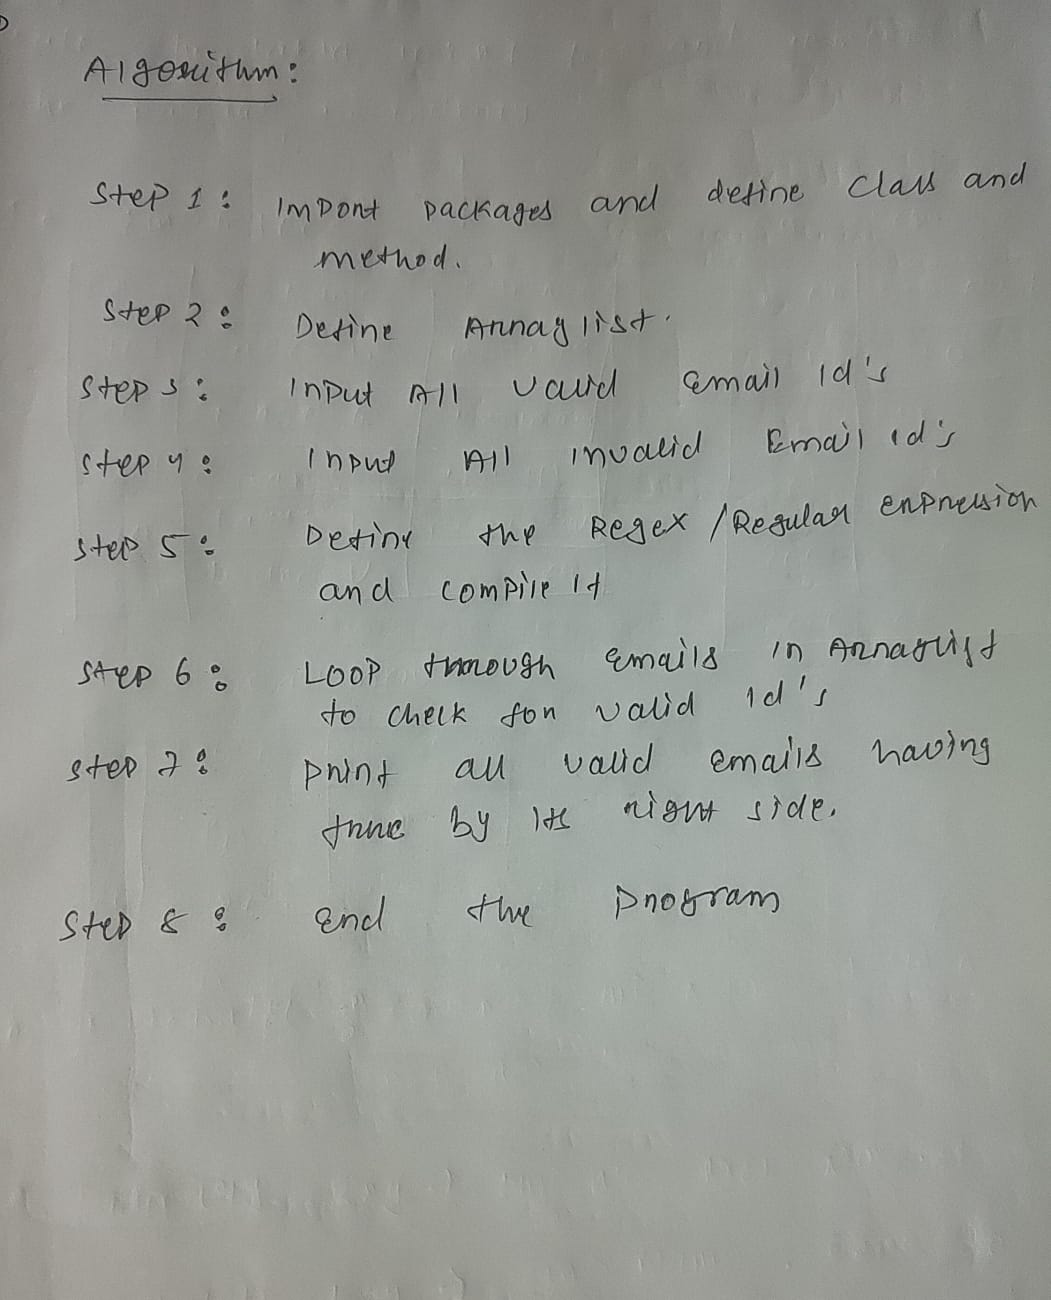 Algorithm:
Step 1: Import packages and define class and
method.
Step 2: Define Arraylist.
Step 3: Input All valid email id's
Step 4: Input All invalid Email id's
Step 5: Define the Regex / Regular expression
and compile it
Step 6: Loop through emails in Arraylist
to check for valid id's
Step 7: print all valid emails having
true by its right side.
Step 8: end the program